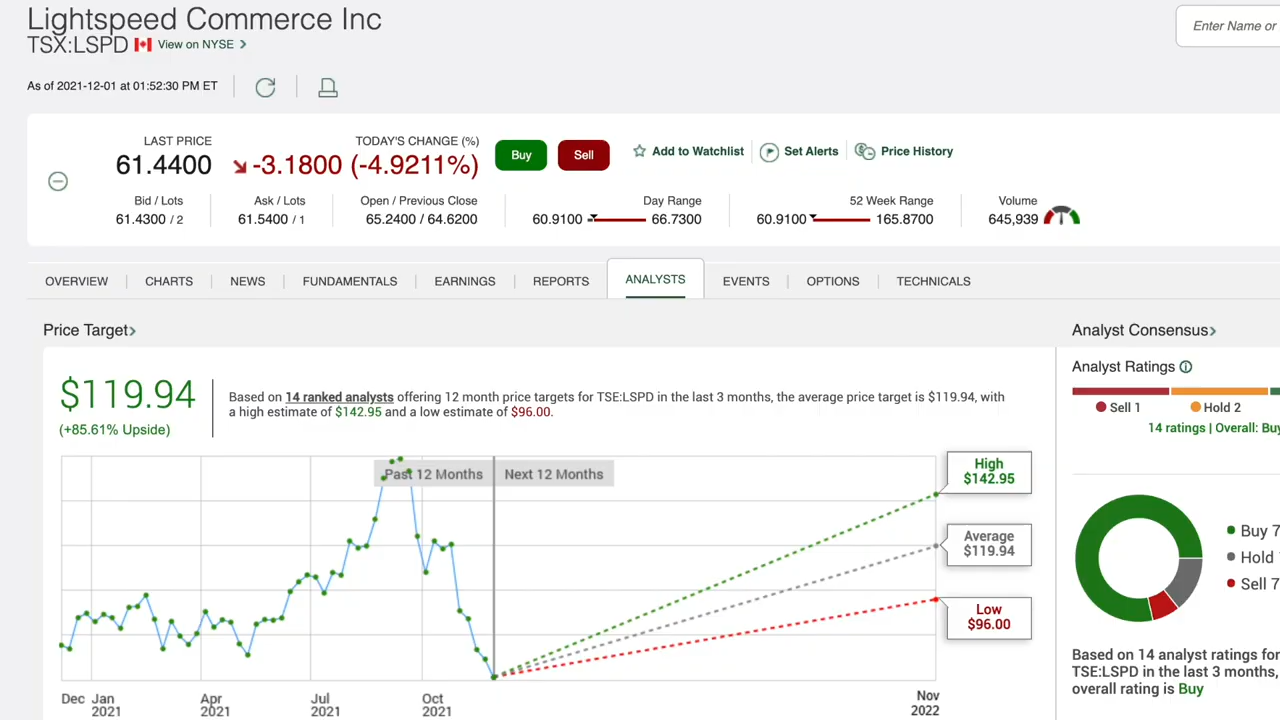 Lightspeed Commerce Inc
TSX:LSPD View on NYSE >
Enter Name or
As of 2021-12-01 at 01:52:30 PM ET
LAST PRICE
61.4400
TODAY'S CHANGE (%)
-3.1800 (-4.9211%)
Buy
Sell
Add to Watchlist
Set Alerts
Price History
Bid / Lots
61.4300 / 2
Ask / Lots
61.5400 / 1
Open / Previous Close
65.2400 / 64.6200
Day Range
60.9100 66.7300
52 Week Range
60.9100 165.8700
Volume
645,939
OVERVIEW
CHARTS
NEWS
FUNDAMENTALS
EARNINGS
REPORTS
ANALYSTS
EVENTS
OPTIONS
TECHNICALS
Price Target>
$119.94
(+85.61% Upside)
Based on 14 ranked analysts offering 12 month price targets for TSE:LSPD in the last 3 months, the average price target is $119.94, with
a high estimate of $142.95 and a low estimate of $96.00.
Past 12 Months
Next 12 Months
High
$142.95
Average
$119.94
Low
$96.00
Dec
Jan
2021
Apr
2021
Jul
2021
Oct
2021
Nov
2022
Analyst Consensus>
Analyst Ratings
Sell 1
Hold 2
14 ratings | Overall: Buy
Buy 7
Hold
Sell 7
Based on 14 analyst ratings for
TSE:LSPD in the last 3 months,
overall rating is Buy